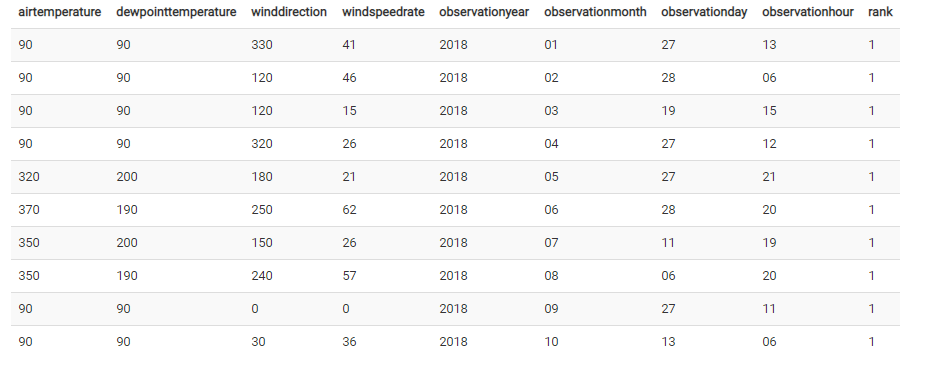 airtemperature dewpointtemperature winddirection windspeedrate observationyear observationmonth observationday observationhour rank
90 90 330 41 2018 01 27 13 1
90 90 120 46 2018 02 28 06 1
90 90 120 15 2018 03 19 15 1
90 90 320 26 2018 04 27 12 1
320 200 180 21 2018 05 27 21 1
370 190 250 62 2018 06 28 20 1
350 200 150 26 2018 07 11 19 1
350 190 240 57 2018 08 06 20 1
90 90 0 0 2018 09 27 11 1
90 90 30 36 2018 10 13 06 1